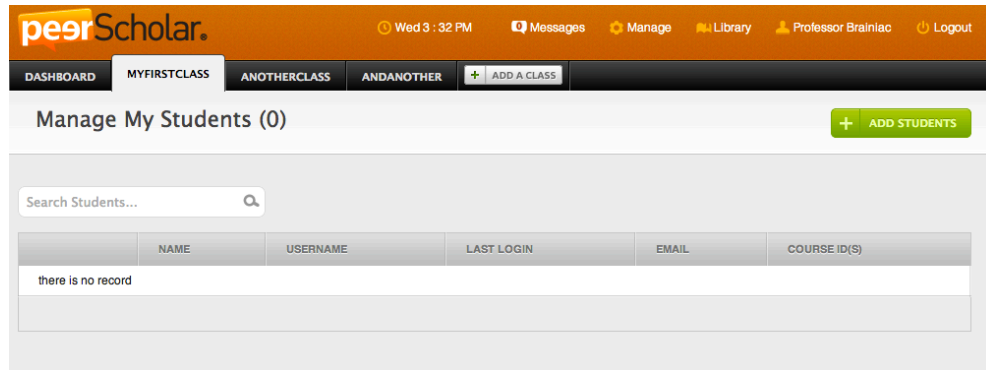 peerScholar®
Wed 3 : 32 PM
0 Messages
Manage
Library
Professor Brainiac
Logout
DASHBOARD MYFIRSTCLASS ANOTHERCLASS ANDANOTHER + ADD A CLASS
Manage My Students (0)
+ ADD STUDENTS
Search Students...
NAME USERNAME LAST LOGIN EMAIL COURSE ID(S)
there is no record